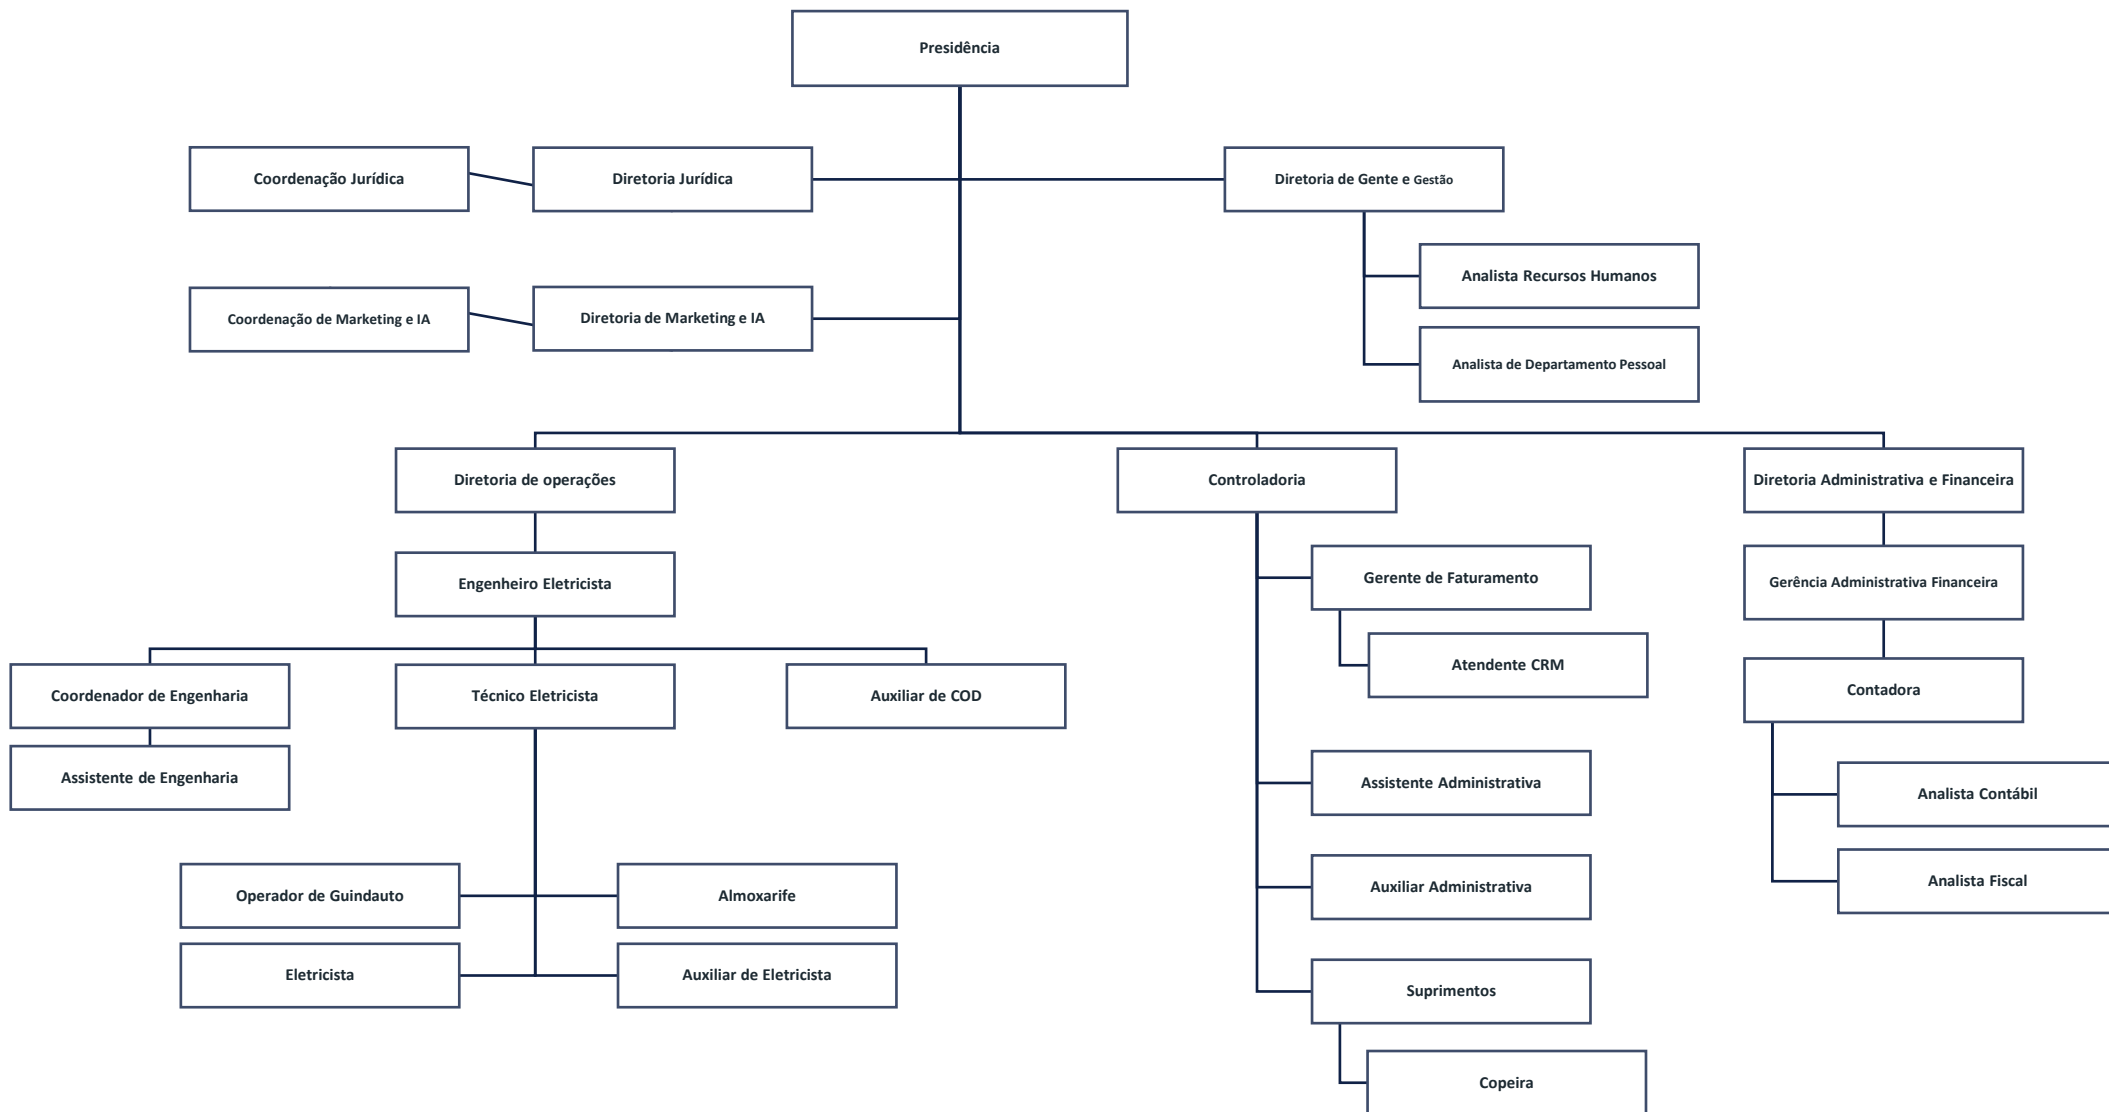 Presidência
Coordenação Jurídica
Diretoria Jurídica
Diretoria de Gente e Gestão
Analista Recursos Humanos
Coordenação de Marketing e IA
Diretoria de Marketing e IA
Analista de Departamento Pessoal
Diretoria de operações
Controladoria
Diretoria Administrativa e Financeira
Engenheiro Eletricista
Gerente de Faturamento
Gerência Administrativa Financeira
Atendente CRM
Coordenador de Engenharia
Técnico Eletricista
Auxiliar de COD
Contadora
Assistente de Engenharia
Assistente Administrativa
Analista Contábil
Operador de Guindauto
Almoxarife
Auxiliar Administrativa
Analista Fiscal
Eletricista
Auxiliar de Eletricista
Suprimentos
Copeira